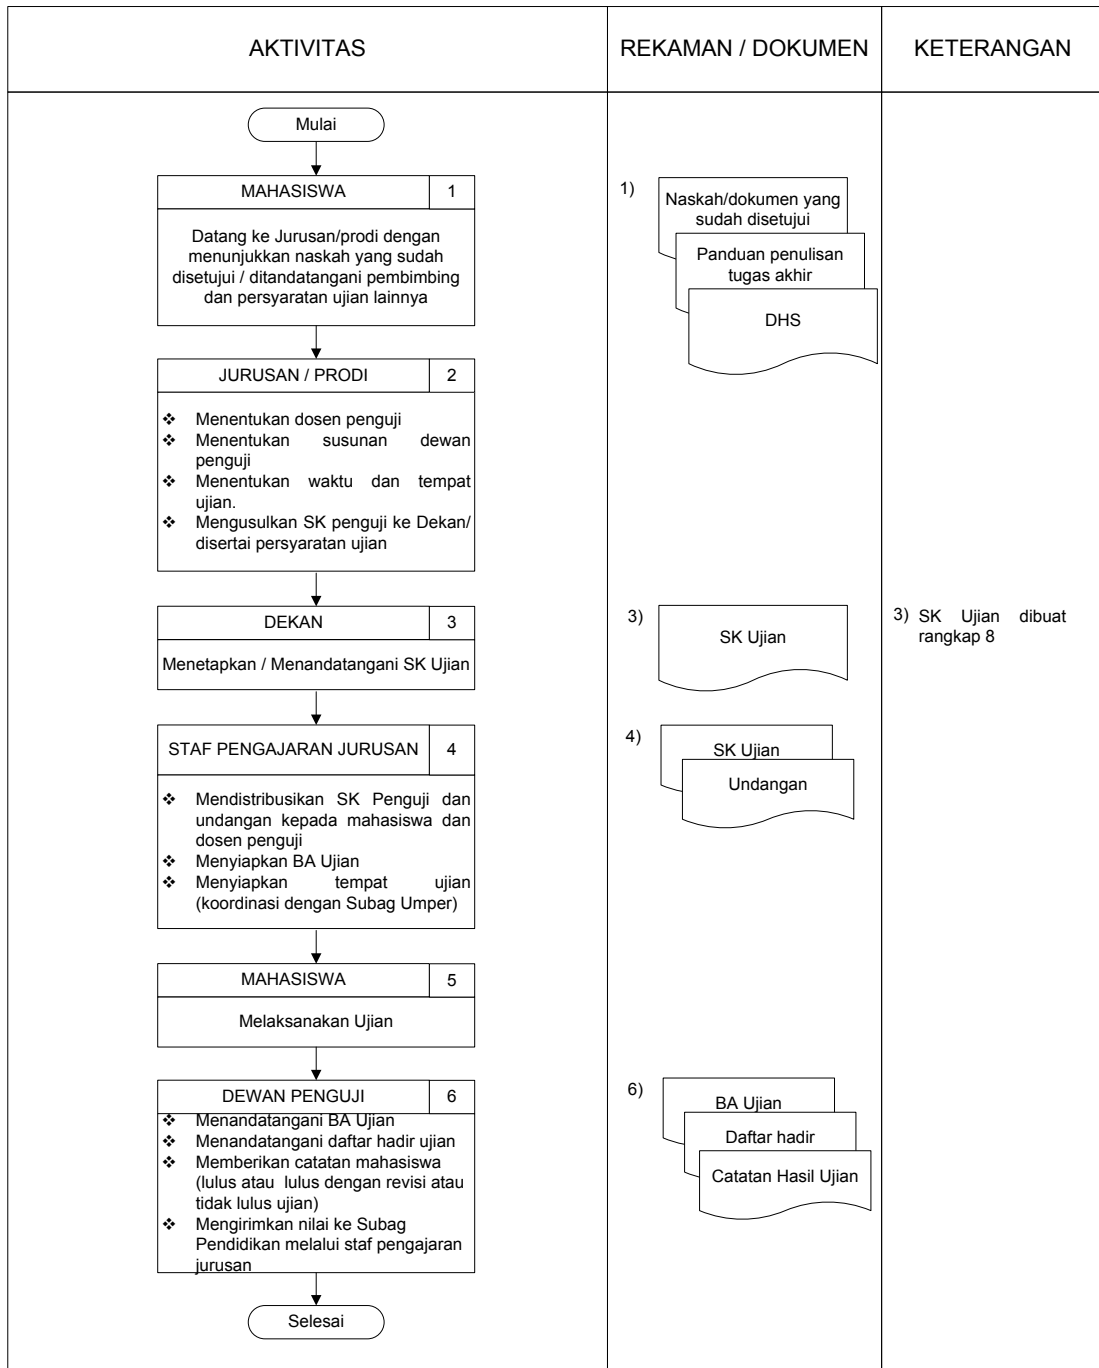 AKTIVITAS
REKAMAN / DOKUMEN
KETERANGAN
Mulai
MAHASISWA
1
Datang ke Jurusan/prodi dengan
menunjukkan naskah yang sudah
disetujui / ditandatangani pembimbing
dan persyaratan ujian lainnya
1)
Naskah/dokumen yang
sudah disetujui
Panduan penulisan
tugas akhir
DHS
JURUSAN / PRODI
2
❖ Menentukan dosen penguji
❖ Menentukan susunan dewan
penguji
❖ Menentukan waktu dan tempat
ujian.
❖ Mengusulkan SK penguji ke Dekan/
disertai persyaratan ujian
DEKAN
3
Menetapkan / Menandatangani SK Ujian
3)
SK Ujian
3) SK Ujian dibuat
rangkap 8
STAF PENGAJARAN JURUSAN
4
❖ Mendistribusikan SK Penguji dan
undangan kepada mahasiswa dan
dosen penguji
❖ Menyiapkan BA Ujian
❖ Menyiapkan tempat ujian
(koordinasi dengan Subag Umper)
4)
SK Ujian
Undangan
MAHASISWA
5
Melaksanakan Ujian
DEWAN PENGUJI
6
❖ Menandatangani BA Ujian
❖ Menandatangani daftar hadir ujian
❖ Memberikan catatan mahasiswa
(lulus atau lulus dengan revisi atau
tidak lulus ujian)
❖ Mengirimkan nilai ke Subag
Pendidikan melalui staf pengajaran
jurusan
6)
BA Ujian
Daftar hadir
Catatan Hasil Ujian
Selesai